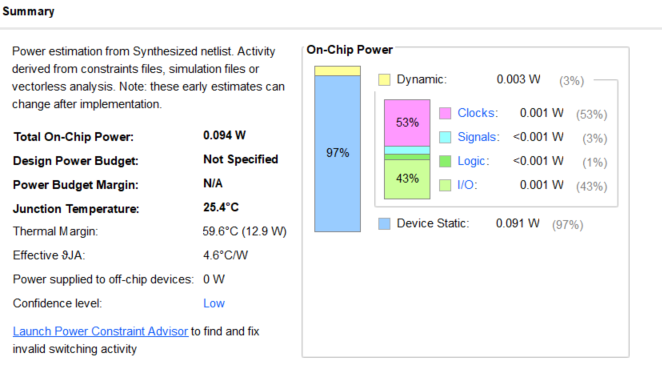 Summary
Power estimation from Synthesized netlist. Activity
derived from constraints files, simulation files or
vectorless analysis. Note: these early estimates can
change after implementation.
Total On-Chip Power: 0.094 W
Design Power Budget: Not Specified
Power Budget Margin: N/A
Junction Temperature: 25.4°C
Thermal Margin: 59.6°C (12.9 W)
Effective ϑJA: 4.6°C/W
Power supplied to off-chip devices: 0 W
Confidence level: Low
Launch Power Constraint Advisor to find and fix
invalid switching activity
On-Chip Power
97%
Dynamic: 0.003 W (3%)
53%
43%
Clocks: 0.001 W (53%)
Signals: <0.001 W (3%)
Logic: <0.001 W (1%)
I/O: 0.001 W (43%)
Device Static: 0.091 W (97%)